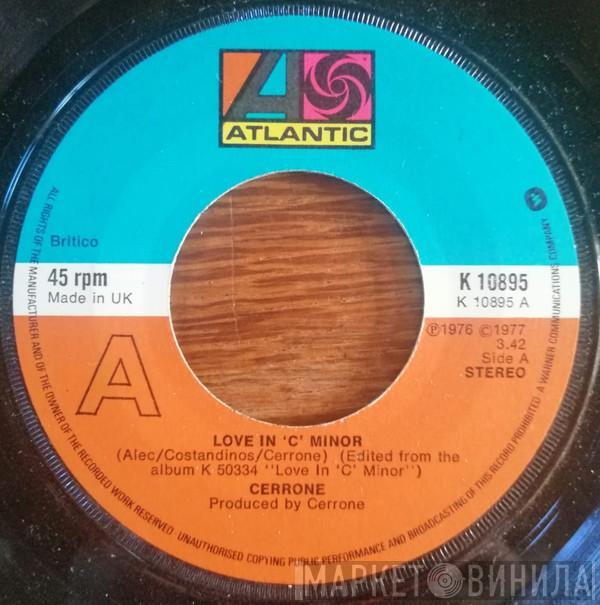 ATLANTIC
Britico
45 rpm
Made in UK
K 10895
K 10895 A
℗1976 ©1977
3.42
Side A
STEREO
A
LOVE IN 'C' MINOR
(Alec/Costandinos/Cerrone) (Edited from the
album K 50334 "Love In 'C' Minor")
CERRONE
Produced by Cerrone
ALL RIGHTS OF THE MANUFACTURER AND OF THE OWNER OF THE RECORDED WORK RESERVED UNAUTHORISED COPYING PUBLIC PERFORMANCE AND BROADCASTING OF THIS RECORD PROHIBITED A WARNER COMMUNICATIONS COMPANY
МАРКЕТ ВИНИЛА